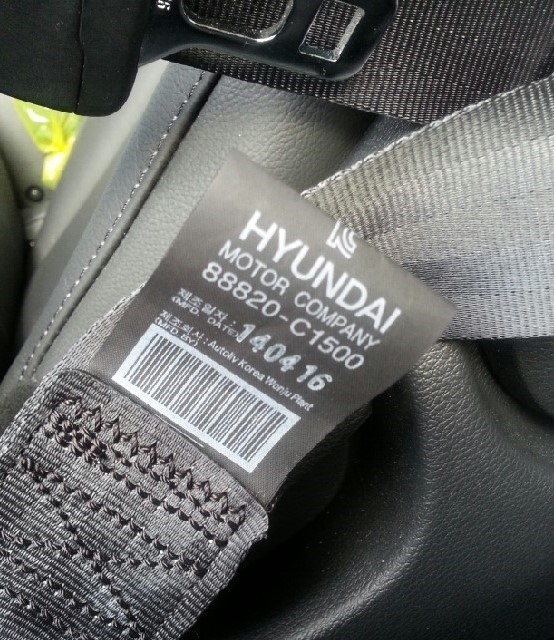 HYUNDAI
MOTOR COMPANY
88820-C1500
제조일자 :
(MFD. DATE) 140416
제조회사 : Autoliv Korea Wonju Plant
(MFD. BY)